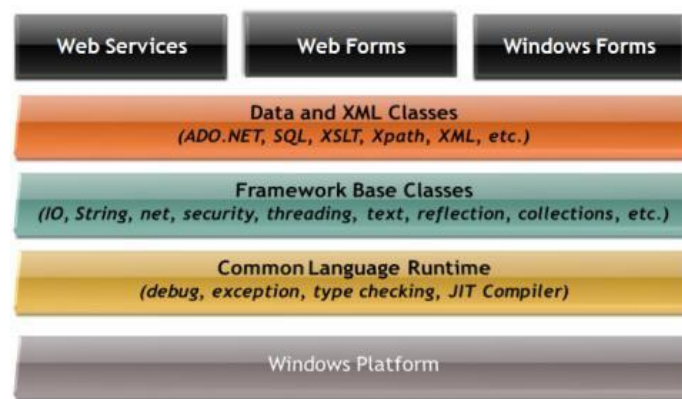 Web Services
Web Forms
Windows Forms
Data and XML Classes
(ADO.NET, SQL, XSLT, Xpath, XML, etc.)
Framework Base Classes
(IO, String, net, security, threading, text, reflection, collections, etc.)
Common Language Runtime
(debug, exception, type checking, JIT Compiler)
Windows Platform